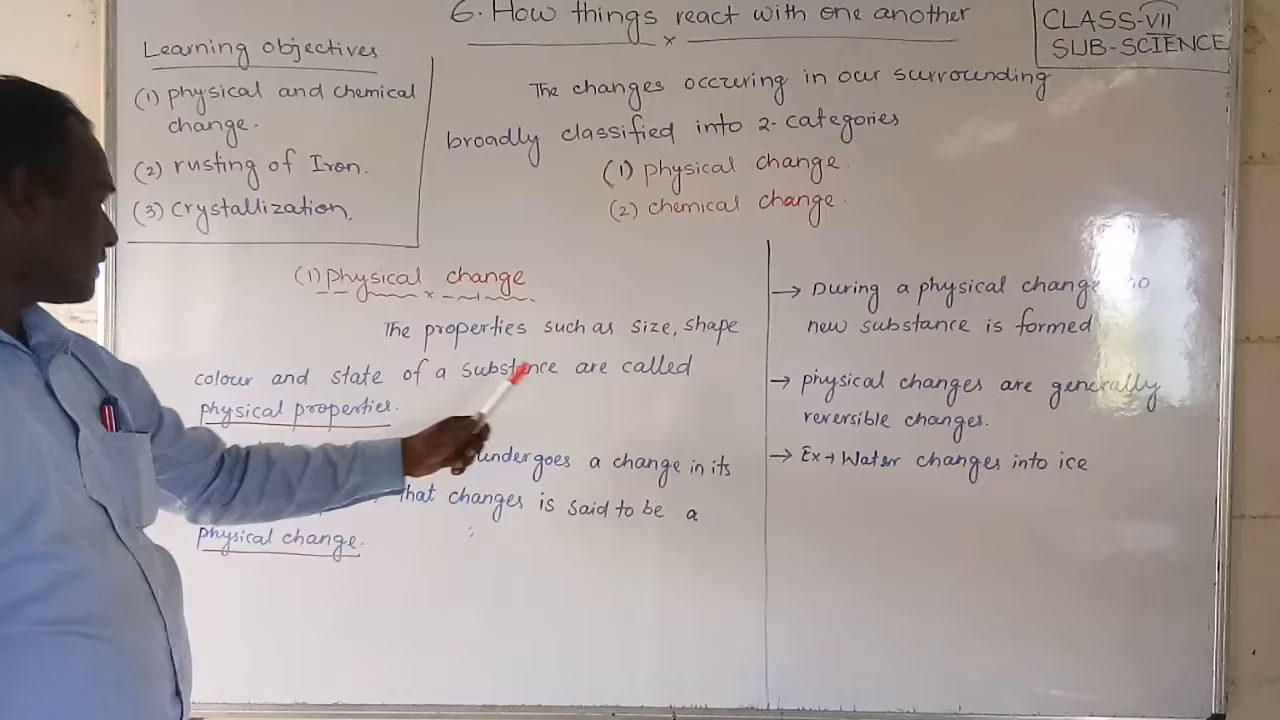 6. How things react with one another
CLASS-VII
SUB-SCIENCE
Learning objectives
(1) physical and chemical
change.
(2) rusting of Iron.
(3) Crystallization.
The changes occuring in our surrounding
broadly classified into 2-categories
(1) physical change.
(2) chemical change.
(1) Physical change
The properties such as size, shape
colour and state of a substance are called
physical properties.
undergoes a change in its
that changes is said to be a
physical change.
→ During a physical change no
new substance is formed
→ physical changes are generally
reversible changes.
→ Ex → Water changes into ice